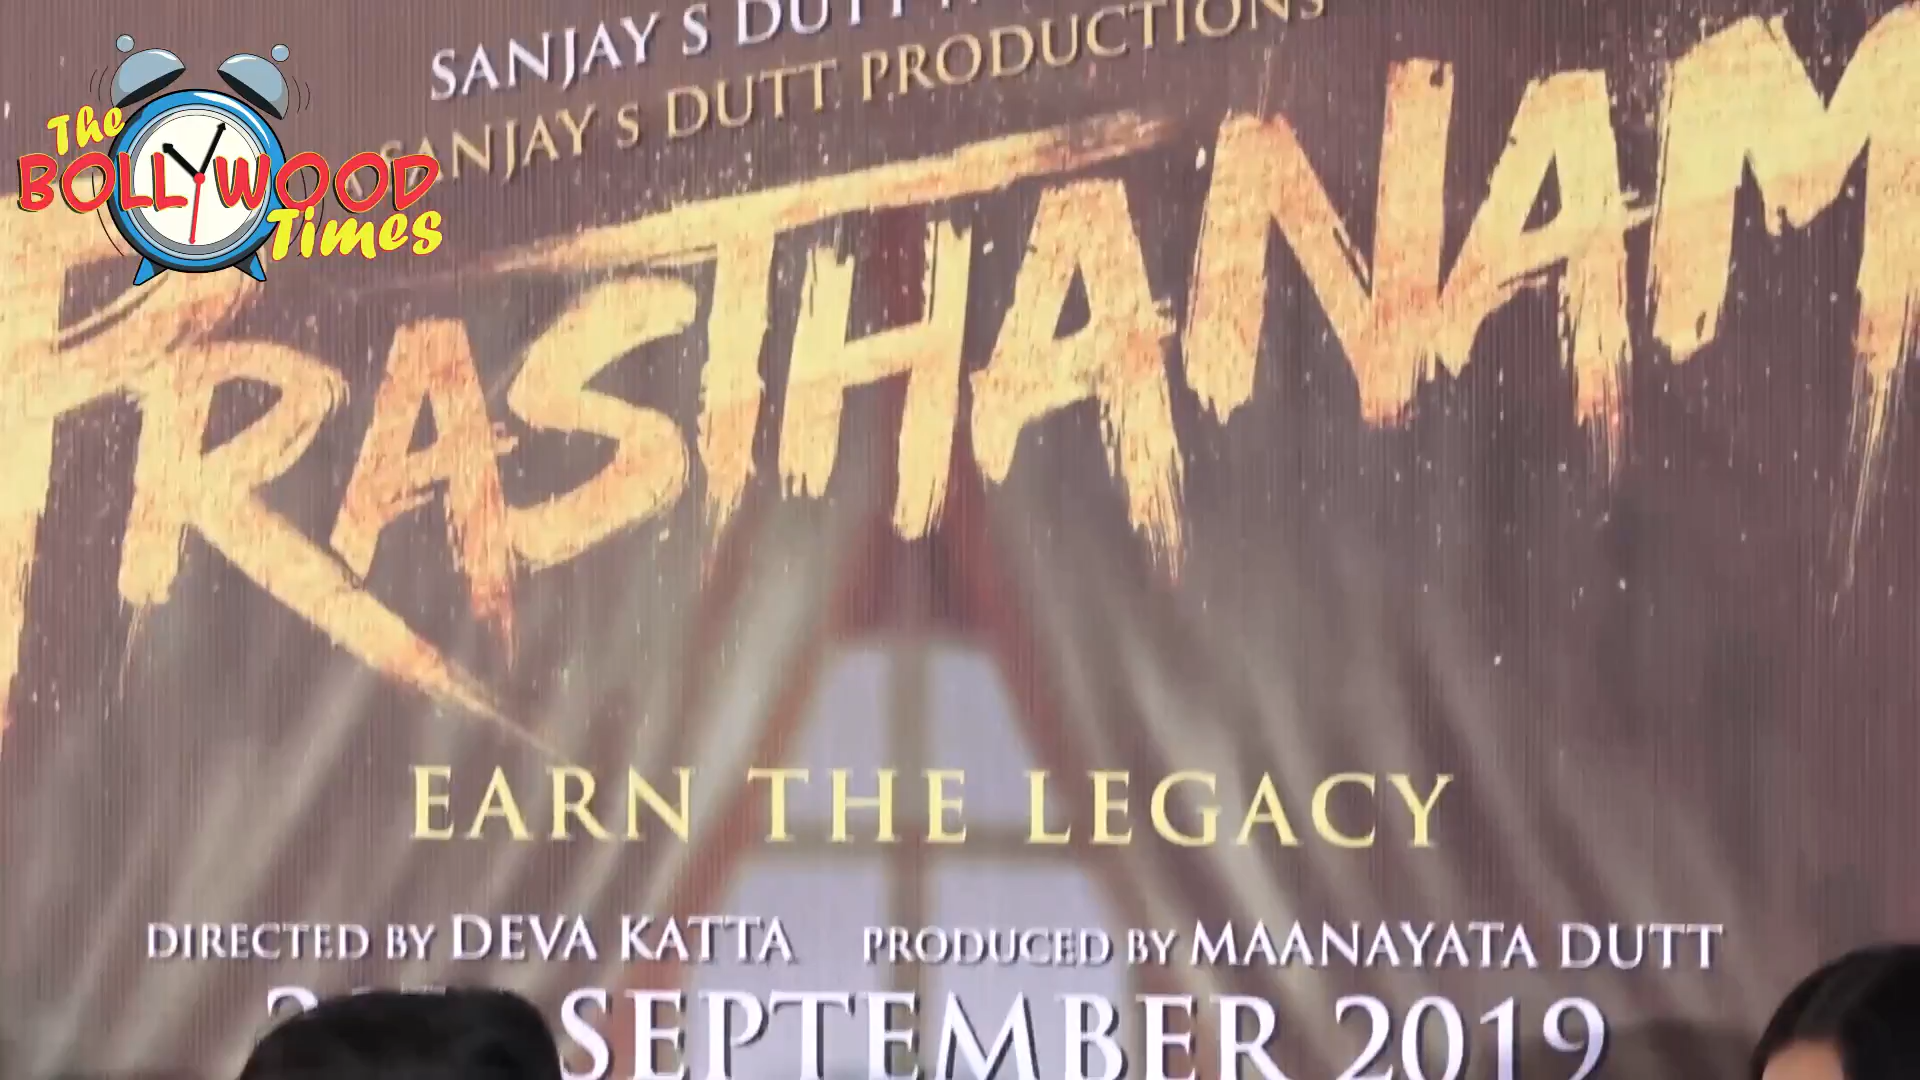 SANJAY S DUTT
SANJAY S DUTT PRODUCTIONS
The
BOLLYWOOD
Times
PRASTHANAM
EARN THE LEGACY
DIRECTED BY DEVA KATTA PRODUCED BY MAANAYATA DUTT
SEPTEMBER 2019